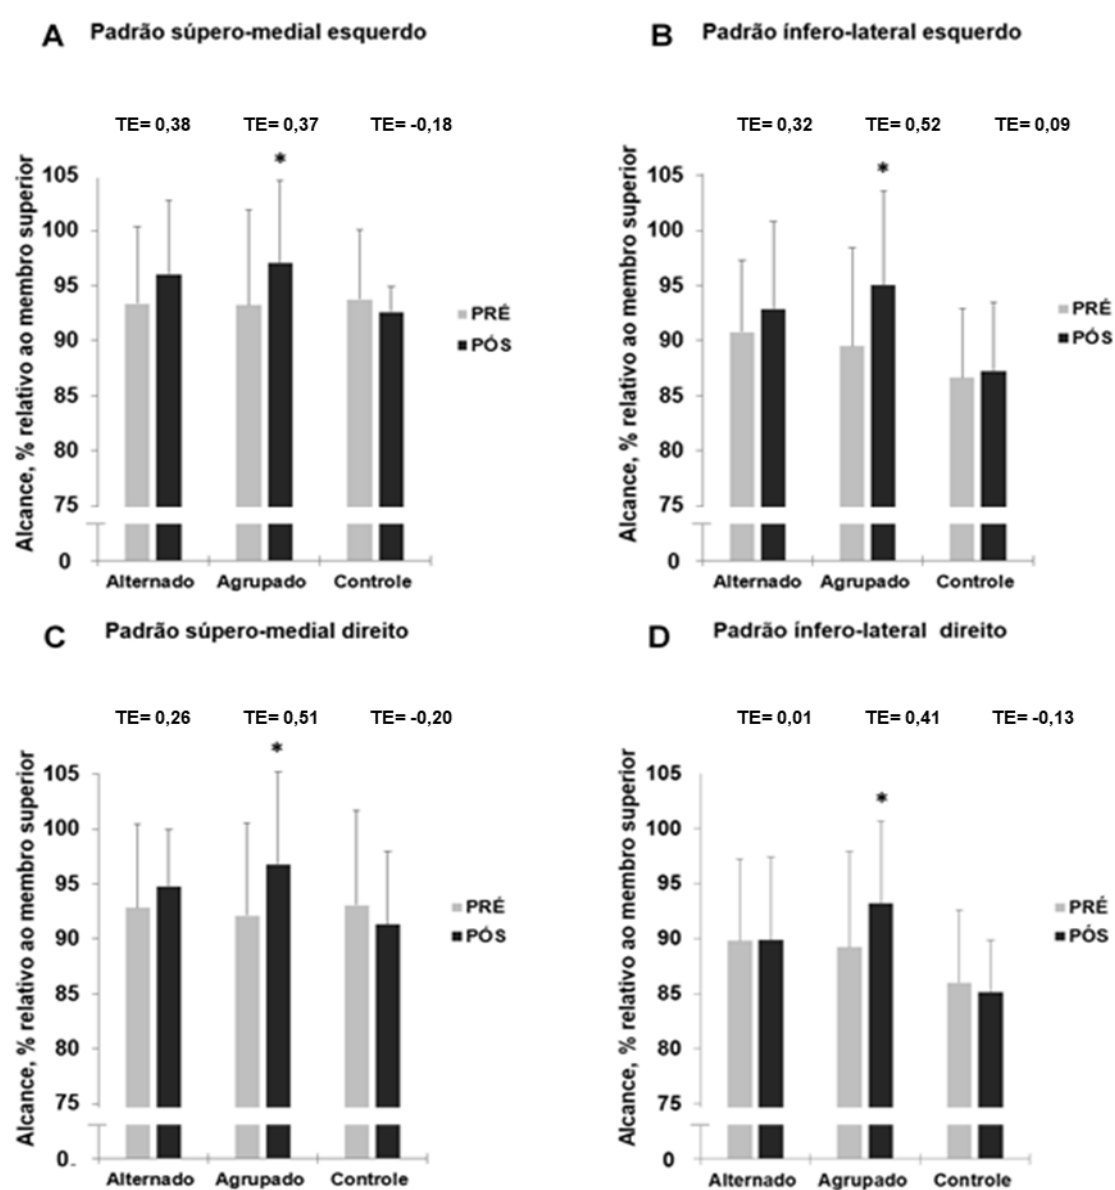 A Padrão súpero-medial esquerdo
TE= 0,38 TE= 0,37 TE= -0,18
*
Alcance, % relativo ao membro superior
105
100
95
90
85
80
75
0
PRÉ
PÓS
Alternado Agrupado Controle
B Padrão ínfero-lateral esquerdo
TE= 0,32 TE= 0,52 TE= 0,09
*
Alcance, % relativo ao membro superior
105
100
95
90
85
80
75
0
PRÉ
PÓS
Alternado Agrupado Controle
C Padrão súpero-medial direito
TE= 0,26 TE= 0,51 TE= -0,20
*
Alcance, % relativo ao membro superior
105
100
95
90
85
80
75
0
PRÉ
PÓS
Alternado Agrupado Controle
D Padrão ínfero-lateral direito
TE= 0,01 TE= 0,41 TE= -0,13
*
Alcance, % relativo ao membro superior
105
100
95
90
85
80
75
0
PRÉ
PÓS
Alternado Agrupado Controle